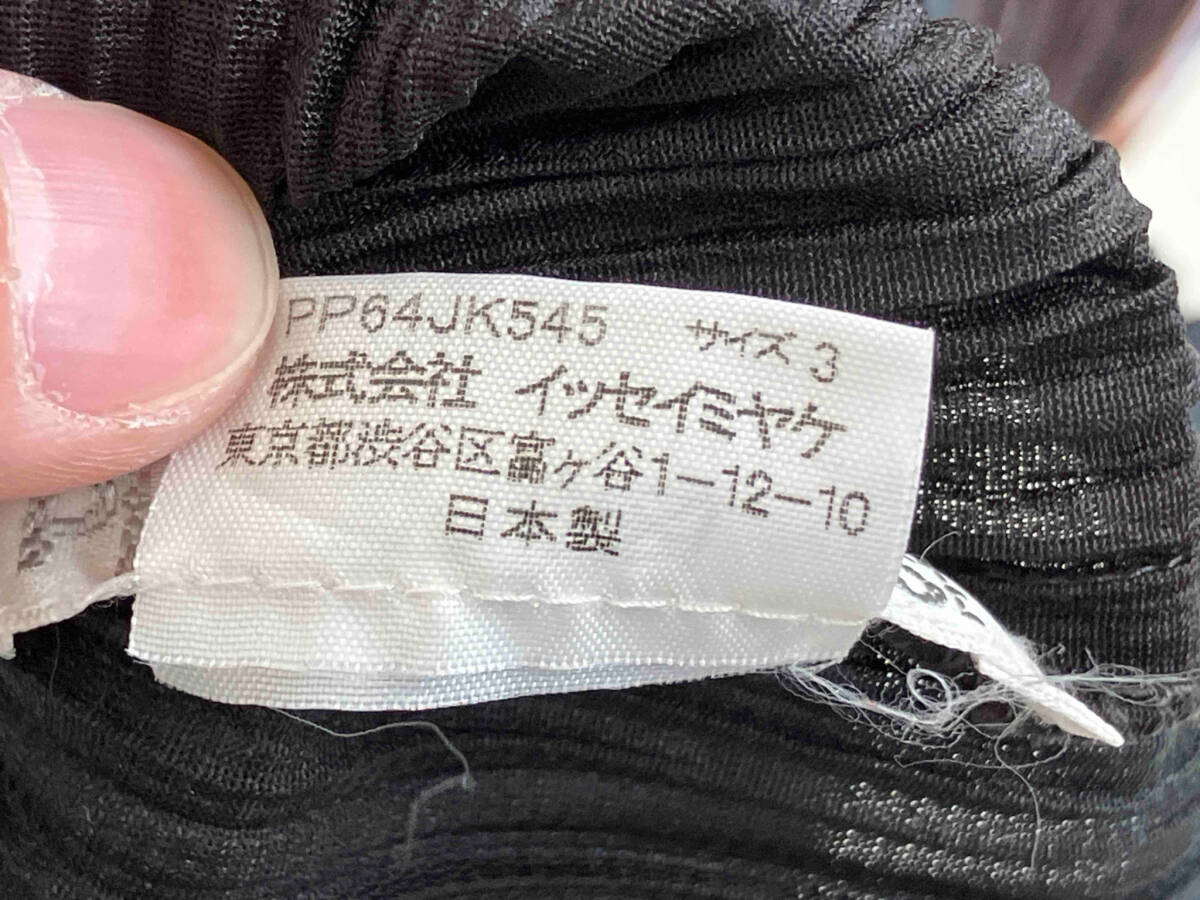 PP64JK545 サイズ 3
株式会社 イッセイミヤケ
東京都渋谷区富ヶ谷1-12-10
日本製